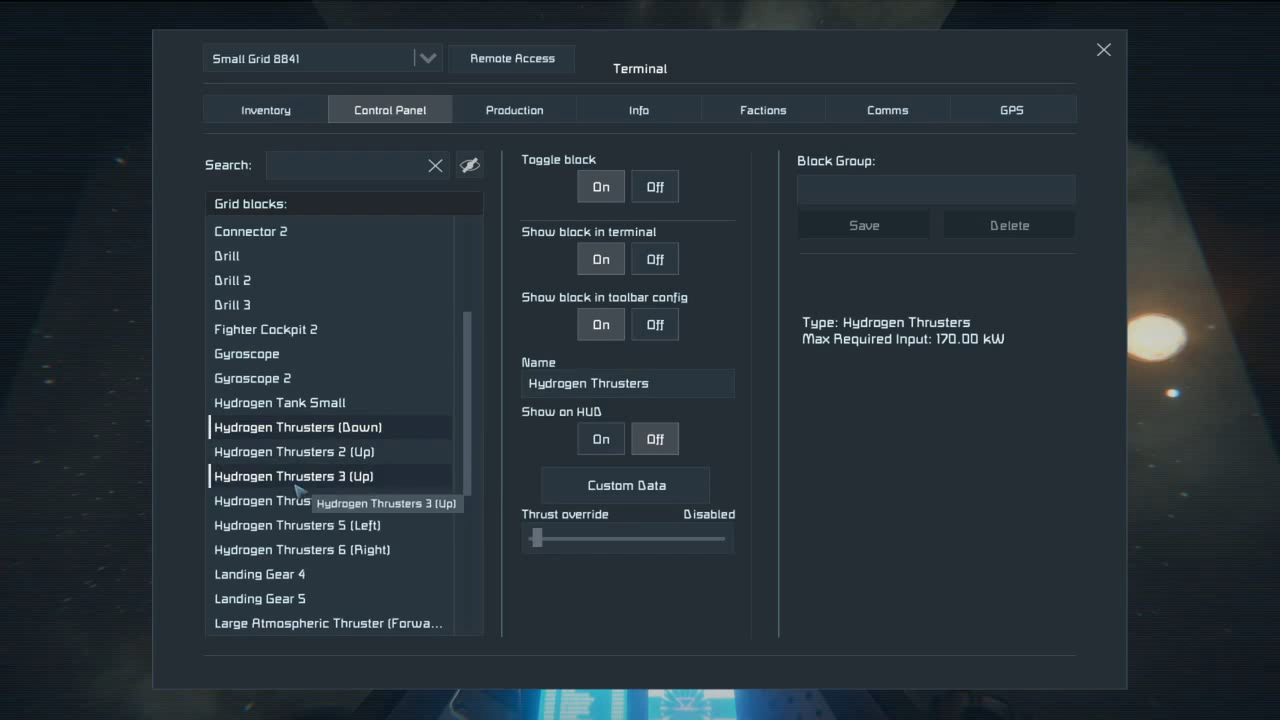 Small Grid 8841
Remote Access
Terminal
Inventory
Control Panel
Production
Info
Factions
Comms
GPS
Search:
Grid blocks:
Connector 2
Drill
Drill 2
Drill 3
Fighter Cockpit 2
Gyroscope
Gyroscope 2
Hydrogen Tank Small
Hydrogen Thrusters (Down)
Hydrogen Thrusters 2 (Up)
Hydrogen Thrusters 3 (Up)
Hydrogen Thrus
Hydrogen Thrusters 3 (Up)
Hydrogen Thrusters 5 (Left)
Hydrogen Thrusters 6 (Right)
Landing Gear 4
Landing Gear 5
Large Atmospheric Thruster (Forwa...
Toggle block
On
Off
Show block in terminal
On
Off
Show block in toolbar config
On
Off
Name
Hydrogen Thrusters
Show on HUD
On
Off
Custom Data
Thrust override
Disabled
Block Group:
Save
Delete
Type: Hydrogen Thrusters
Max Required Input: 170.00 kW